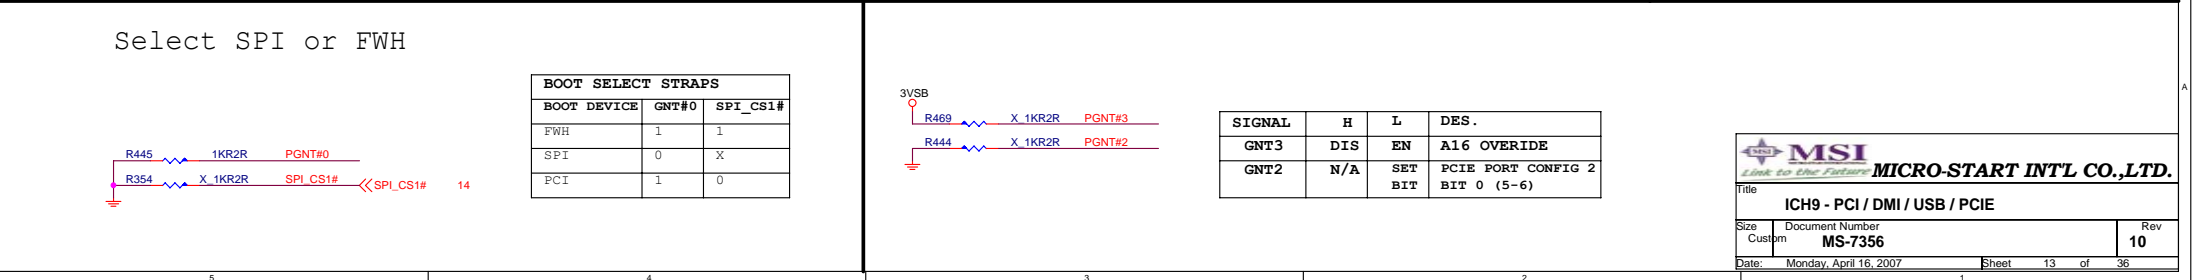 Select SPI or FWH
BOOT SELECT STRAPS
BOOT DEVICE GNT#0 SPI_CS1#
FWH 1 1
SPI 0 X
PCI 1 0
R445 1KR2R PGNT#0
R354 X_1KR2R SPI_CS1# SPI_CS1# 14
3VSB
R469 X_1KR2R PGNT#3
R444 X_1KR2R PGNT#2
SIGNAL H L DES.
GNT3 DIS EN A16 OVERIDE
GNT2 N/A SET PCIE PORT CONFIG 2
BIT BIT 0 (5-6)
A
MSI
MSI
Link to the Future
MICRO-START INT'L CO.,LTD.
Title
ICH9 - PCI / DMI / USB / PCIE
Size Document Number Rev
Custom MS-7356 10
Date: Monday, April 16, 2007 Sheet 13 of 36
5 4 3 2 1